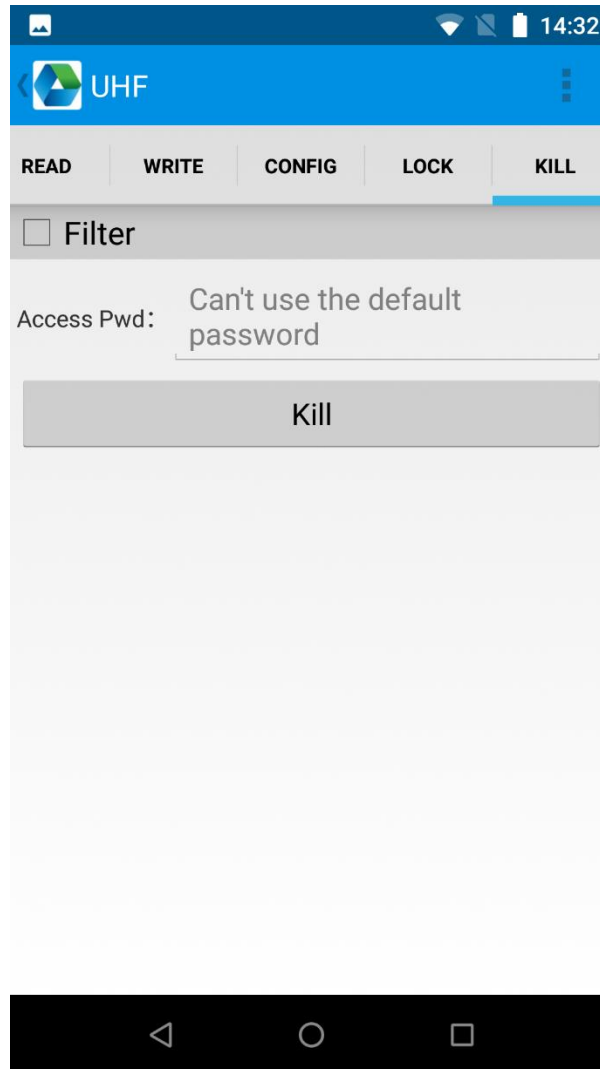 14:32
UHF
READ WRITE CONFIG LOCK KILL
Filter
Access Pwd： Can't use the default
password
Kill